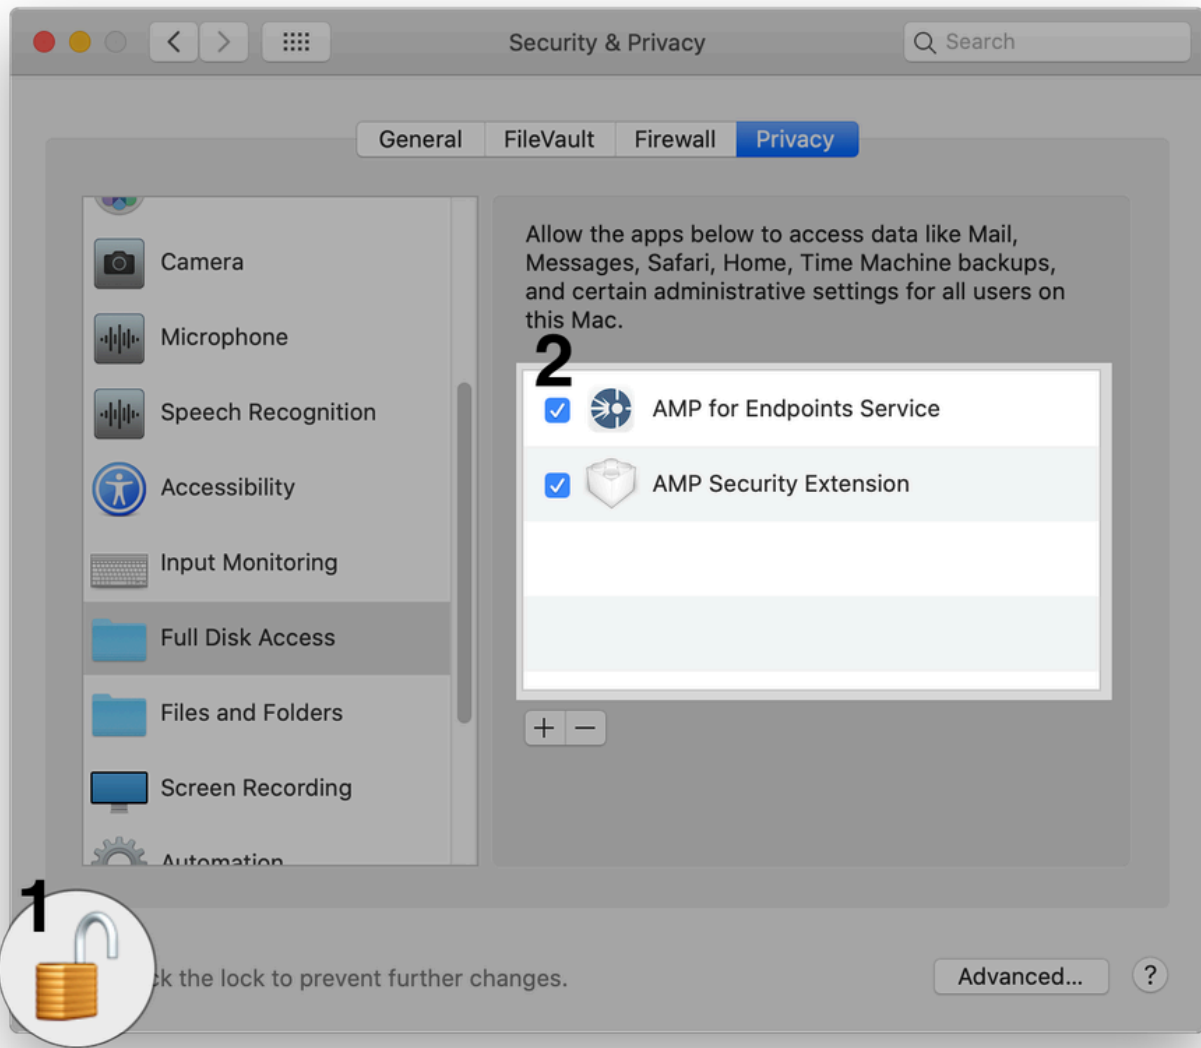 Security & Privacy
Search
General
FileVault
Firewall
Privacy
Camera
Microphone
Speech Recognition
Accessibility
Input Monitoring
Full Disk Access
Files and Folders
Screen Recording
Automation
Allow the apps below to access data like Mail,
Messages, Safari, Home, Time Machine backups,
and certain administrative settings for all users on
this Mac.
2
AMP for Endpoints Service
AMP Security Extension
+ −
1
ck the lock to prevent further changes.
Advanced...
?